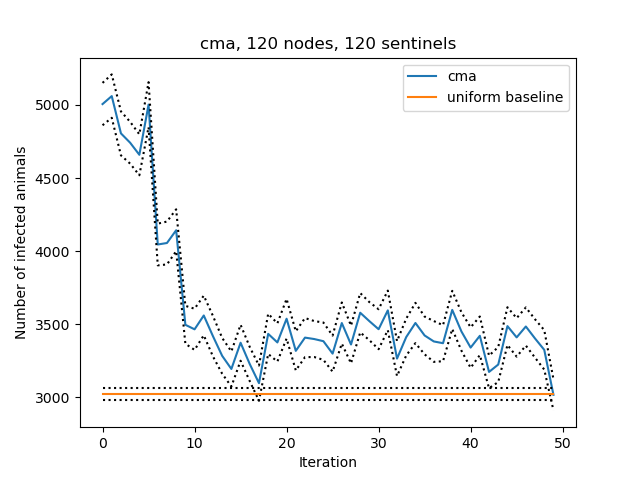 cma, 120 nodes, 120 sentinels
cma
uniform baseline
Number of infected animals
5000
4500
4000
3500
3000
0 10 20 30 40 50
Iteration